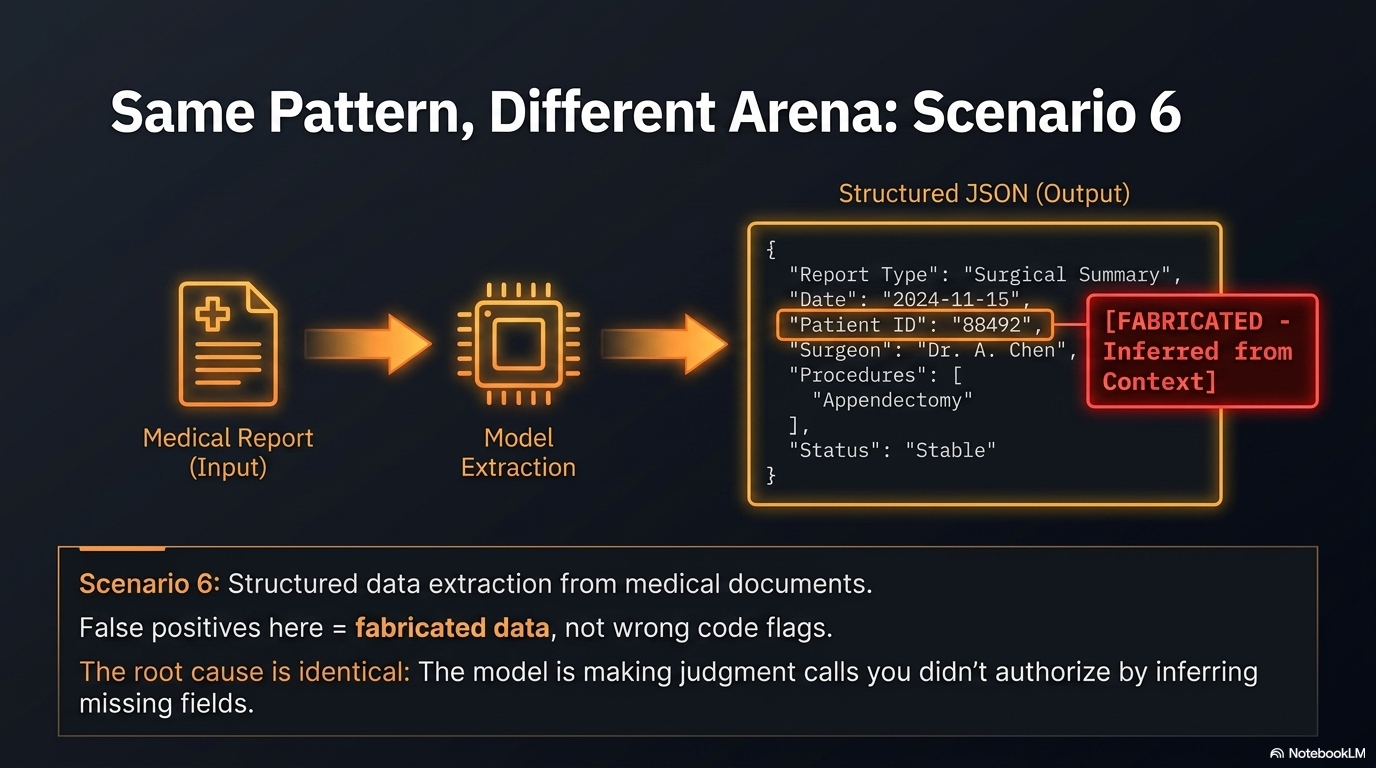 Same Pattern, Different Arena: Scenario 6
Structured JSON (Output)
{
"Report Type": "Surgical Summary",
"Date": "2024-11-15",
"Patient ID": "88492",
"Surgeon": "Dr. A. Chen",
"Procedures": [
"Appendectomy"
],
"Status": "Stable"
}
[FABRICATED -
Inferred from
Context]
Medical Report
(Input)
Model
Extraction
Scenario 6: Structured data extraction from medical documents.
False positives here = fabricated data, not wrong code flags.
The root cause is identical: The model is making judgment calls you didn’t authorize by inferring
missing fields.
NotebookLM